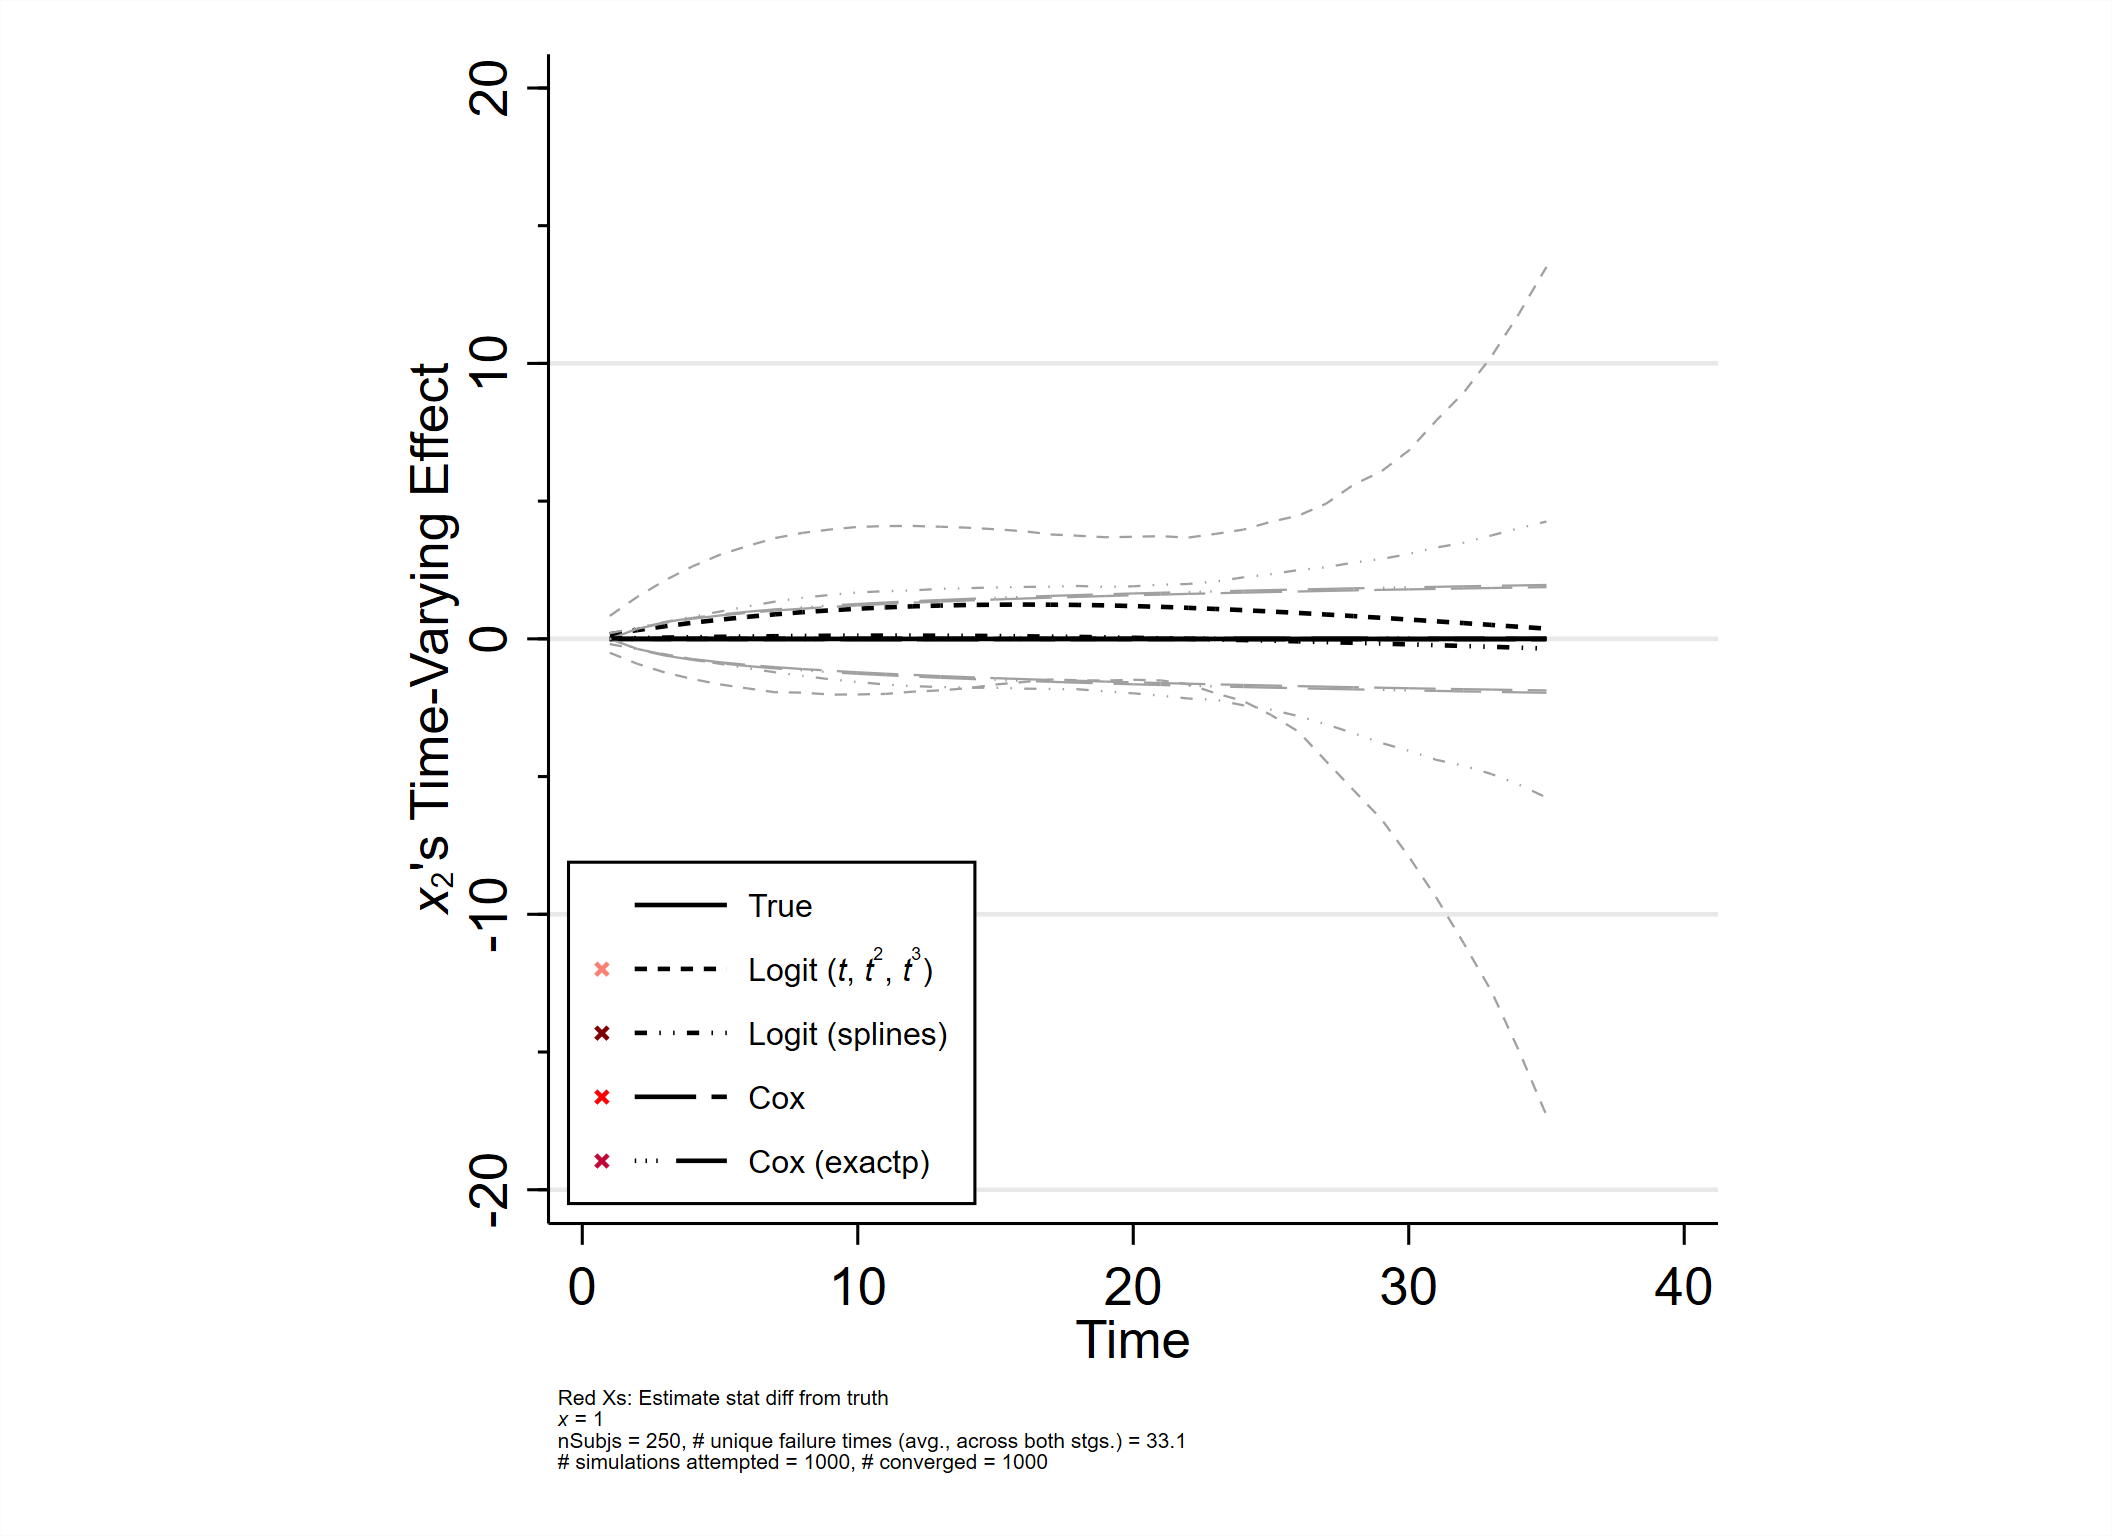 x₂'s Time-Varying Effect
20
10
0
-10
-20
True
Logit (t, t², t³)
Logit (splines)
Cox
Cox (exactp)
0 10 20 30 40
Time
Red Xs: Estimate stat diff from truth
x = 1
nSubjs = 250, # unique failure times (avg., across both stgs.) = 33.1
# simulations attempted = 1000, # converged = 1000